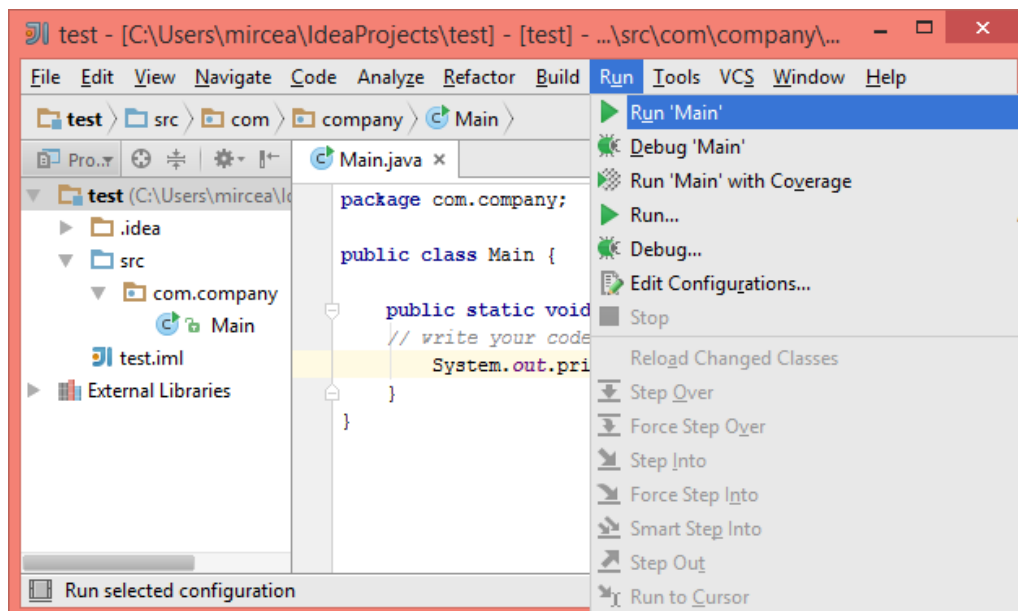 test - [C:\Users\mircea\IdeaProjects\test] - [test] - ...\src\com\company\...
File Edit View Navigate Code Analyze Refactor Build Run Tools VCS Window Help
test src com company Main
Pro... Main.java
test (C:\Users\mircea\Id
.idea
src
com.company
Main
test.iml
External Libraries
package com.company;
public class Main {
public static void
// write your code
System.out.pri
}
}
Run 'Main'
Debug 'Main'
Run 'Main' with Coverage
Run...
Debug...
Edit Configurations...
Stop
Reload Changed Classes
Step Over
Force Step Over
Step Into
Force Step Into
Smart Step Into
Step Out
Run to Cursor
Run selected configuration